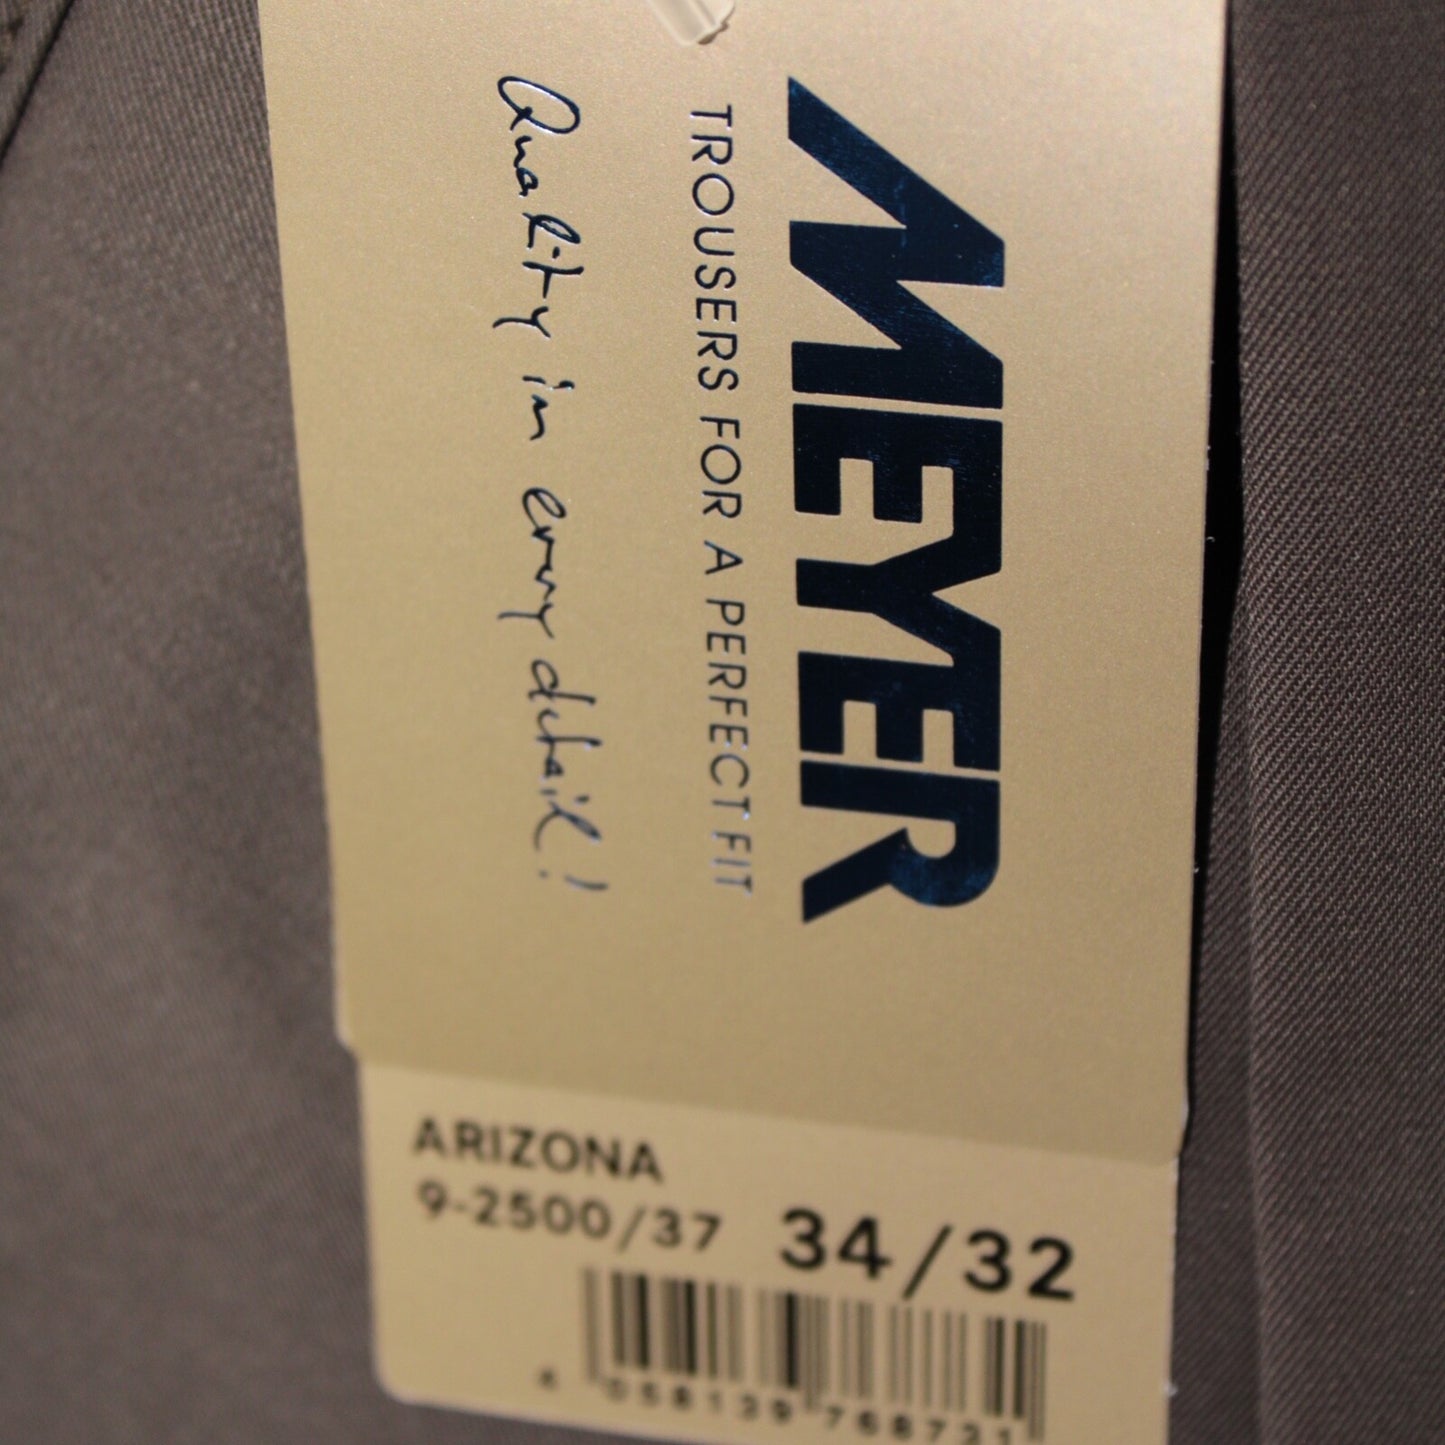 MEYER
TROUSERS FOR A PERFECT FIT
Quality in every detail!
ARIZONA
9-2500/37 34/32